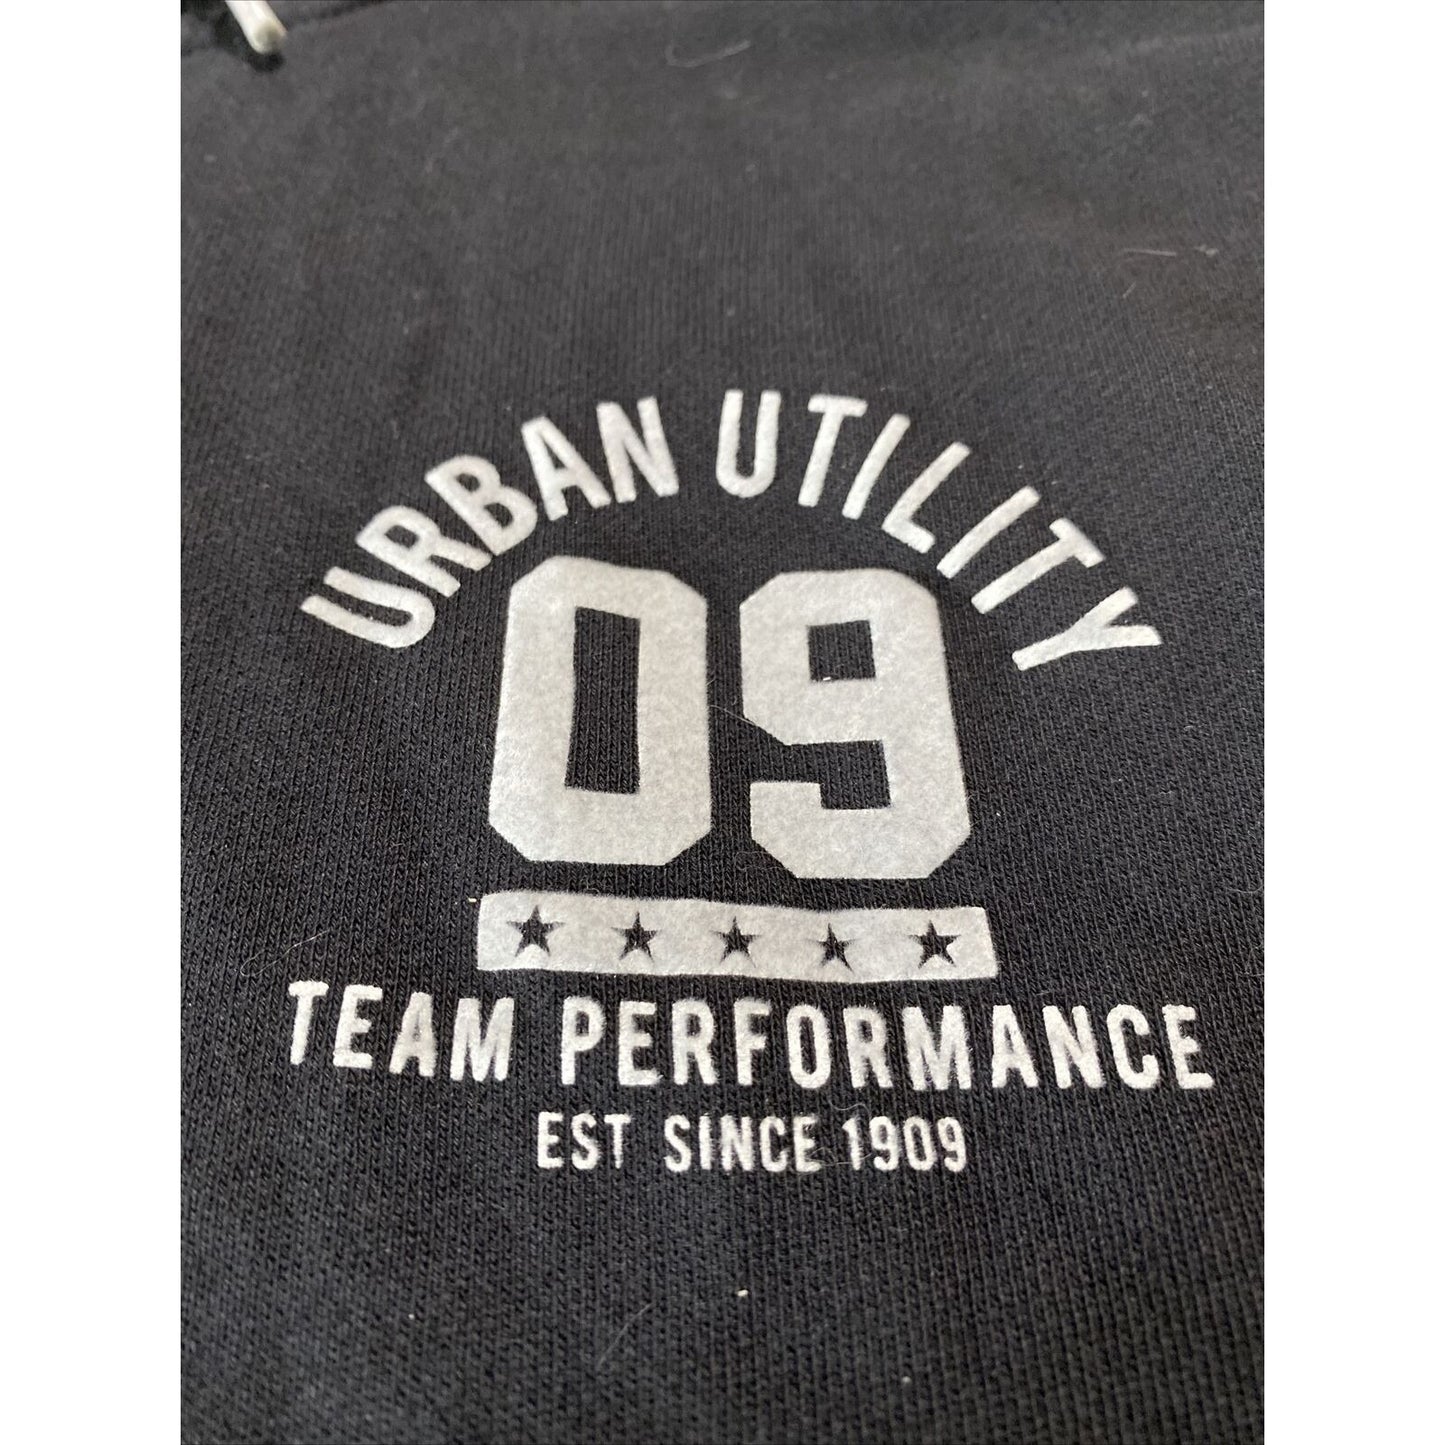 URBAN UTILITY
09
TEAM PERFORMANCE
EST SINCE 1909